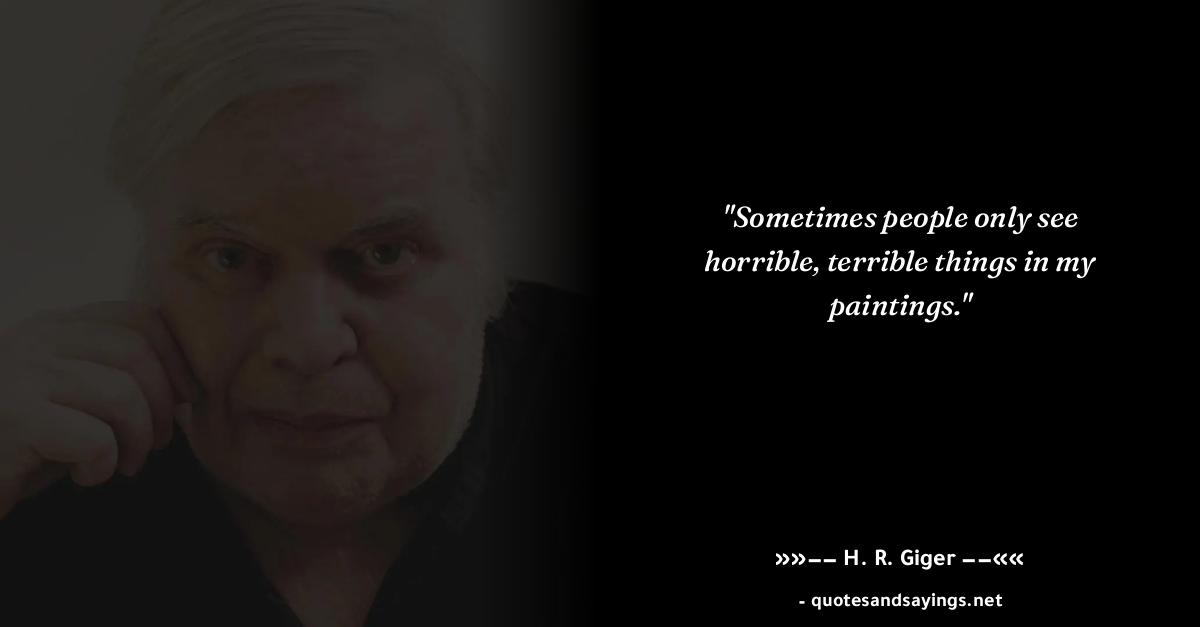 "Sometimes people only see
horrible, terrible things in my
paintings."
»»–– H. R. Giger ––««
- quotesandsayings.net